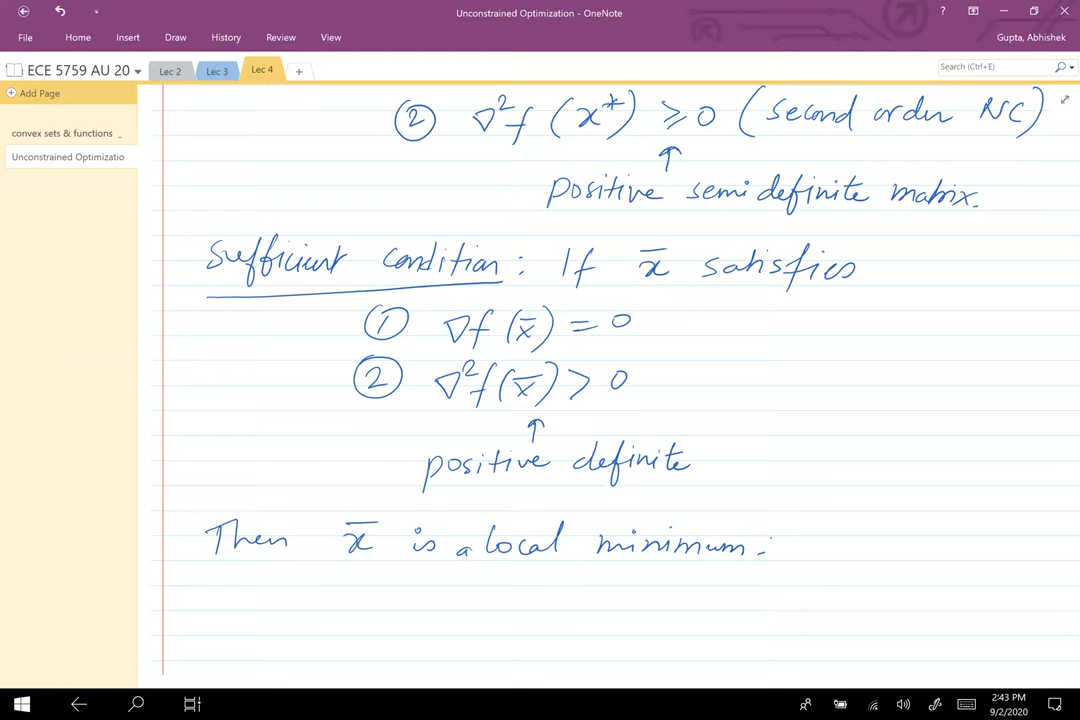 Unconstrained Optimization - OneNote
?
File
Home
Insert
Draw
History
Review
View
Gupta, Abhishek
ECE 5759 AU 20
Lec 2
Lec 3
Lec 4
+
Search (Ctrl+E)
Add Page
convex sets & functions _
Unconstrained Optimizatio
② ∇²f (x*) ⩾ 0 (second order NC)
↑
positive semidefinite matrix.
Sufficient condition: If x̄ satisfies
① ∇f (x̄) = 0
② ∇²f(x̄) > 0
↑
positive definite
Then x̄ is a local minimum.
2:43 PM
9/2/2020